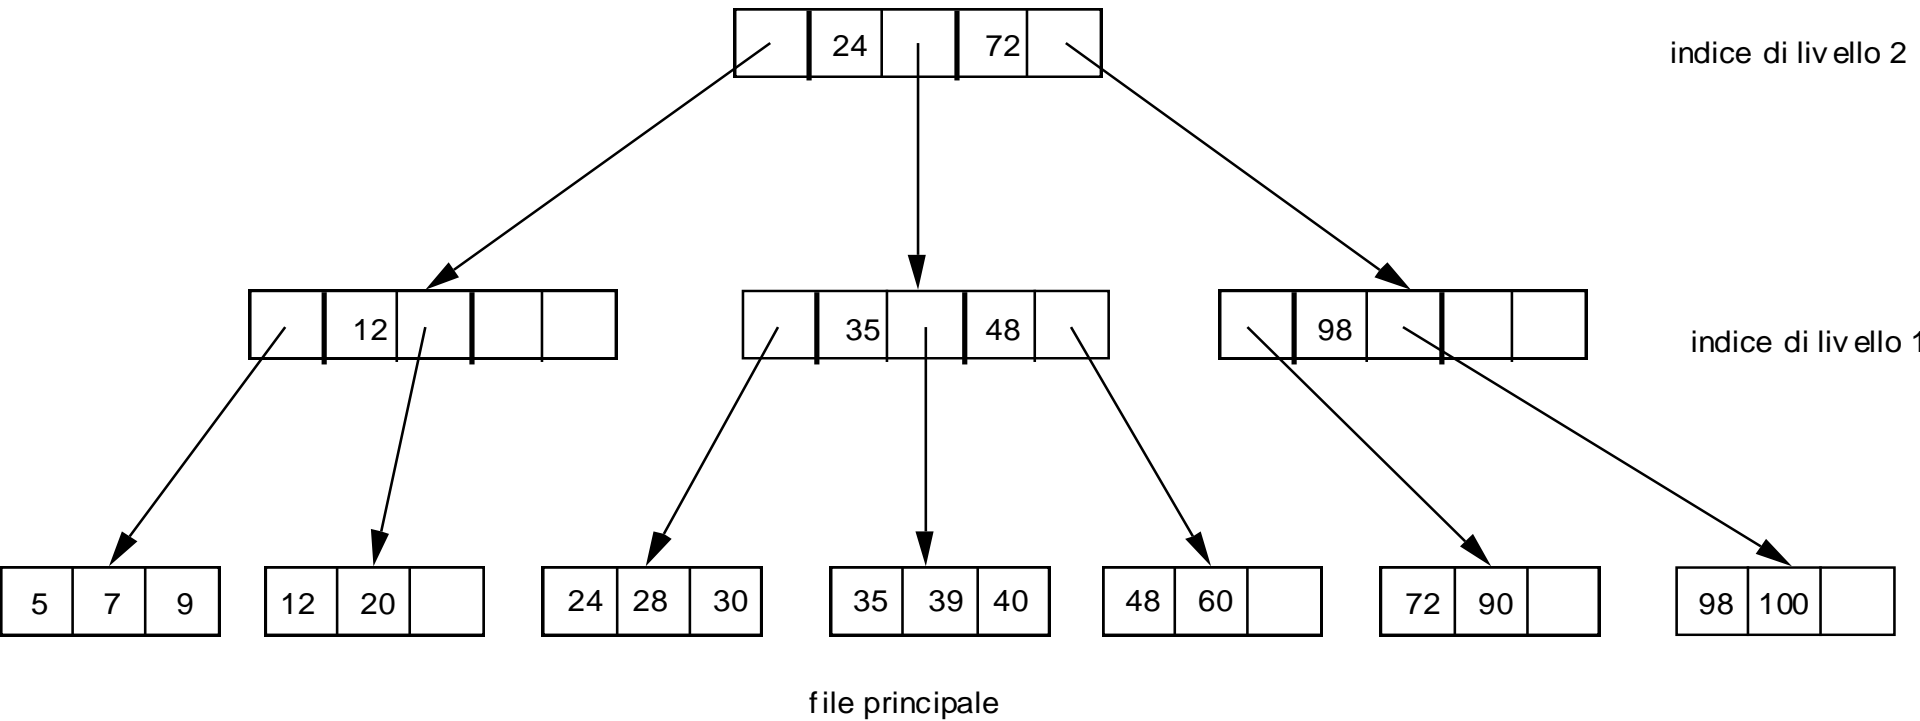 24 72 indice di livello 2
12 35 48 98 indice di livello 1
5 7 9 12 20 24 28 30 35 39 40 48 60 72 90 98 100
file principale